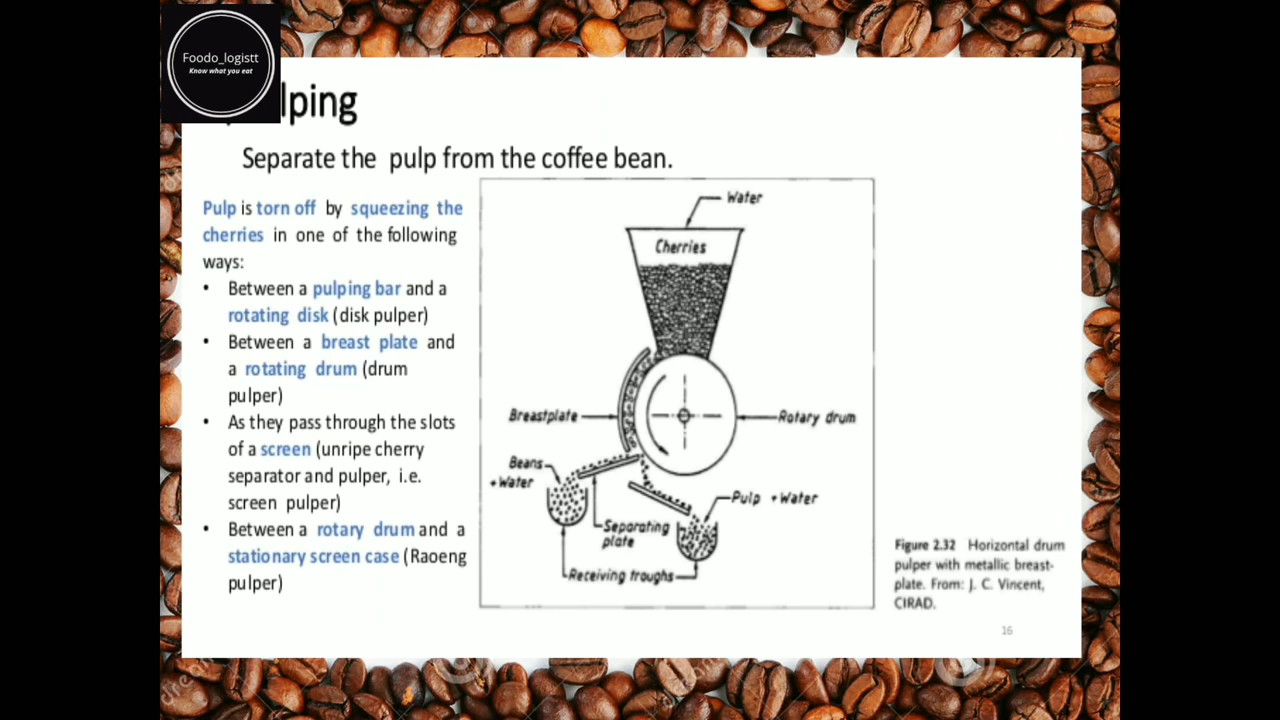 Foodo_logistt
Know what you eat
lping
Separate the pulp from the coffee bean.
Pulp is torn off by squeezing the
cherries in one of the following
ways:
• Between a pulping bar and a
rotating disk (disk pulper)
• Between a breast plate and
a rotating drum (drum
pulper)
• As they pass through the slots
of a screen (unripe cherry
separator and pulper, i.e.
screen pulper)
• Between a rotary drum and a
stationary screen case (Raoeng
pulper)
Water
Cherries
Breastplate
Rotary drum
Beans
+Water
Pulp +Water
Separating
plate
Receiving troughs
Figure 2.32 Horizontal drum
pulper with metallic breast-
plate. From: J. C. Vincent,
CIRAD.
16